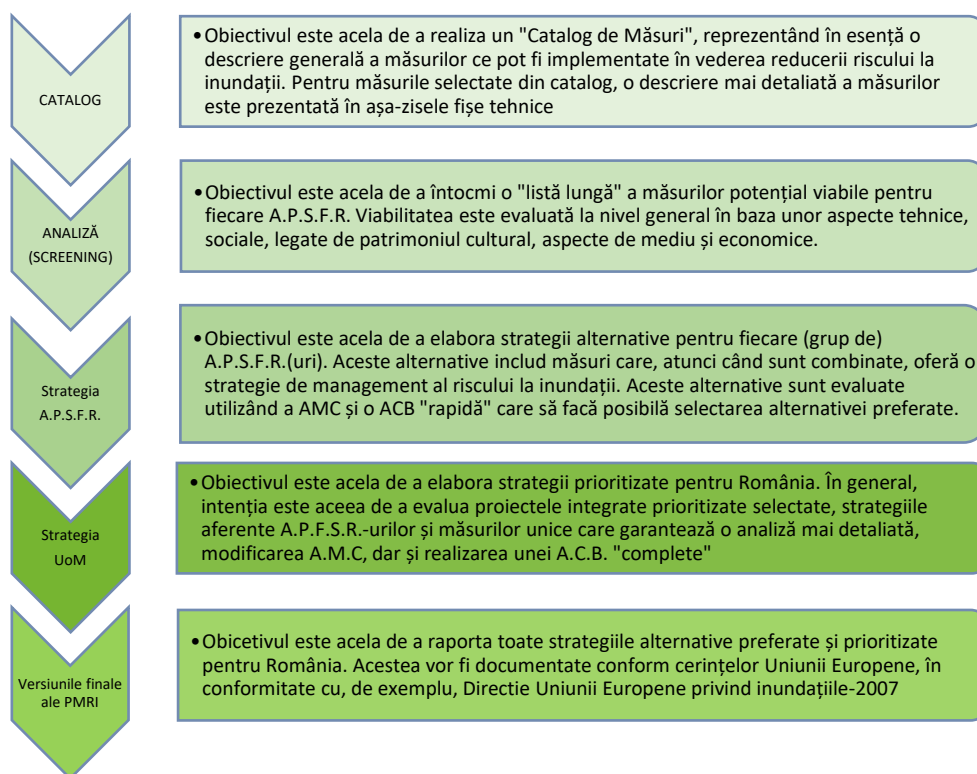 CATALOG
•Obiectivul este acela de a realiza un "Catalog de Măsuri", reprezentând în esență o
descriere generală a măsurilor ce pot fi implementate în vederea reducerii riscului la
inundații. Pentru măsurile selectate din catalog, o descriere mai detaliată a măsurilor
este prezentată în așa-zisele fișe tehnice
ANALIZĂ
(SCREENING)
•Obiectivul este acela de a întocmi o "listă lungă" a măsurilor potențial viabile pentru
fiecare A.P.S.F.R. Viabilitatea este evaluată la nivel general în baza unor aspecte tehnice,
sociale, legate de patrimoniul cultural, aspecte de mediu și economice.
Strategia
A.P.S.F.R.
•Obiectivul este acela de a elabora strategii alternative pentru fiecare (grup de)
A.P.S.F.R.(uri). Aceste alternative includ măsuri care, atunci când sunt combinate, oferă o
strategie de management al riscului la inundații. Aceste alternative sunt evaluate
utilizând a AMC și o ACB "rapidă" care să facă posibilă selectarea alternativei preferate.
Strategia
UoM
•Obiectivul este acela de a elabora strategii prioritizate pentru România. În general,
intenția este aceea de a evalua proiectele integrate prioritizate selectate, strategiile
aferente A.P.F.S.R.-urilor și măsurilor unice care garantează o analiză mai detaliată,
modificarea A.M.C, dar și realizarea unei A.C.B. "complete"
Versiunile finale
ale PMRI
•Obicetivul este acela de a raporta toate strategiile alternative preferate și prioritizate
pentru România. Acestea vor fi documentate conform cerințelor Uniunii Europene, în
conformitate cu, de exemplu, Directie Uniunii Europene privind inundațiile-2007